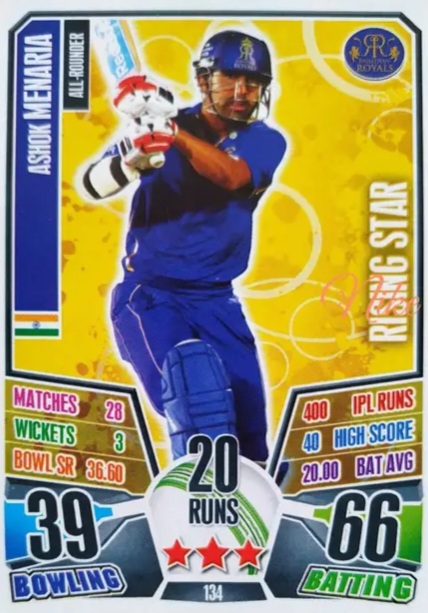 ASHOK MENARIA
ALL-ROUNDER
RR
RAJASTHAN
ROYALS
RISING STAR
MATCHES 28
WICKETS 3
BOWL SR 36.60
400 IPL RUNS
40 HIGH SCORE
20.00 BAT AVG
20
RUNS
39
BOWLING
66
BATTING
134